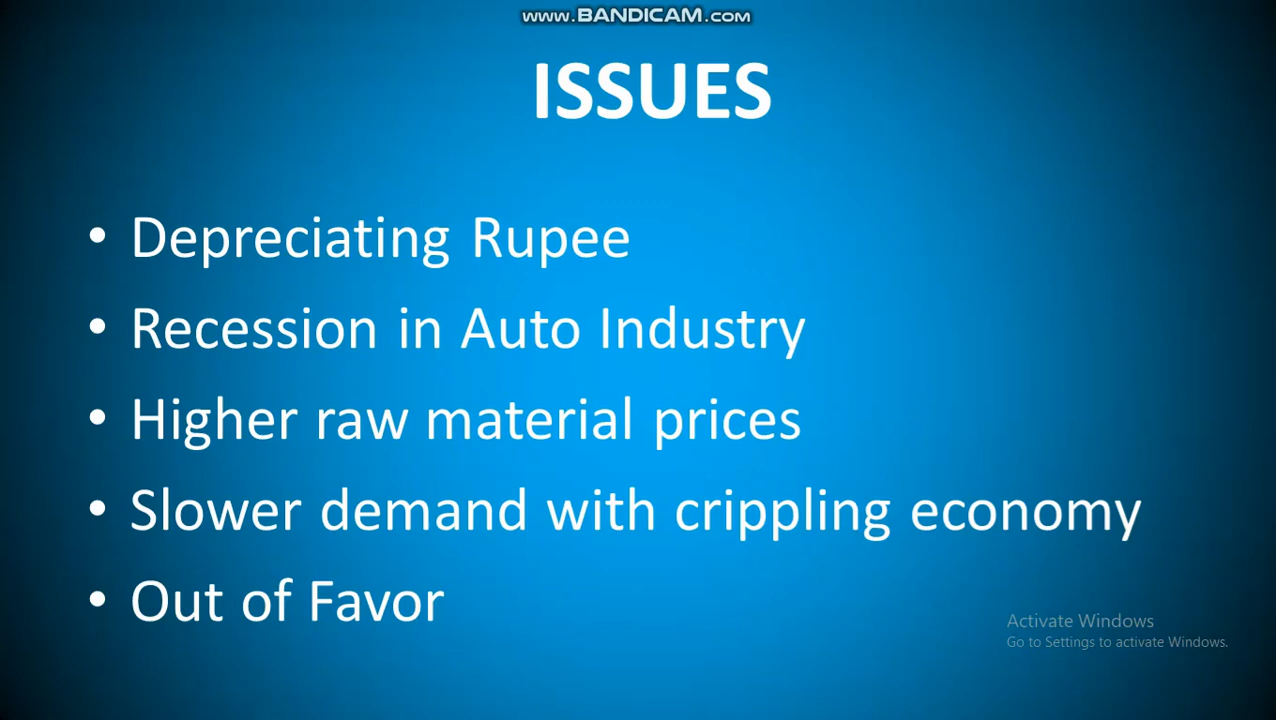 www.BANDICAM.com
ISSUES
• Depreciating Rupee
• Recession in Auto Industry
• Higher raw material prices
• Slower demand with crippling economy
• Out of Favor
Activate Windows
Go to Settings to activate Windows.